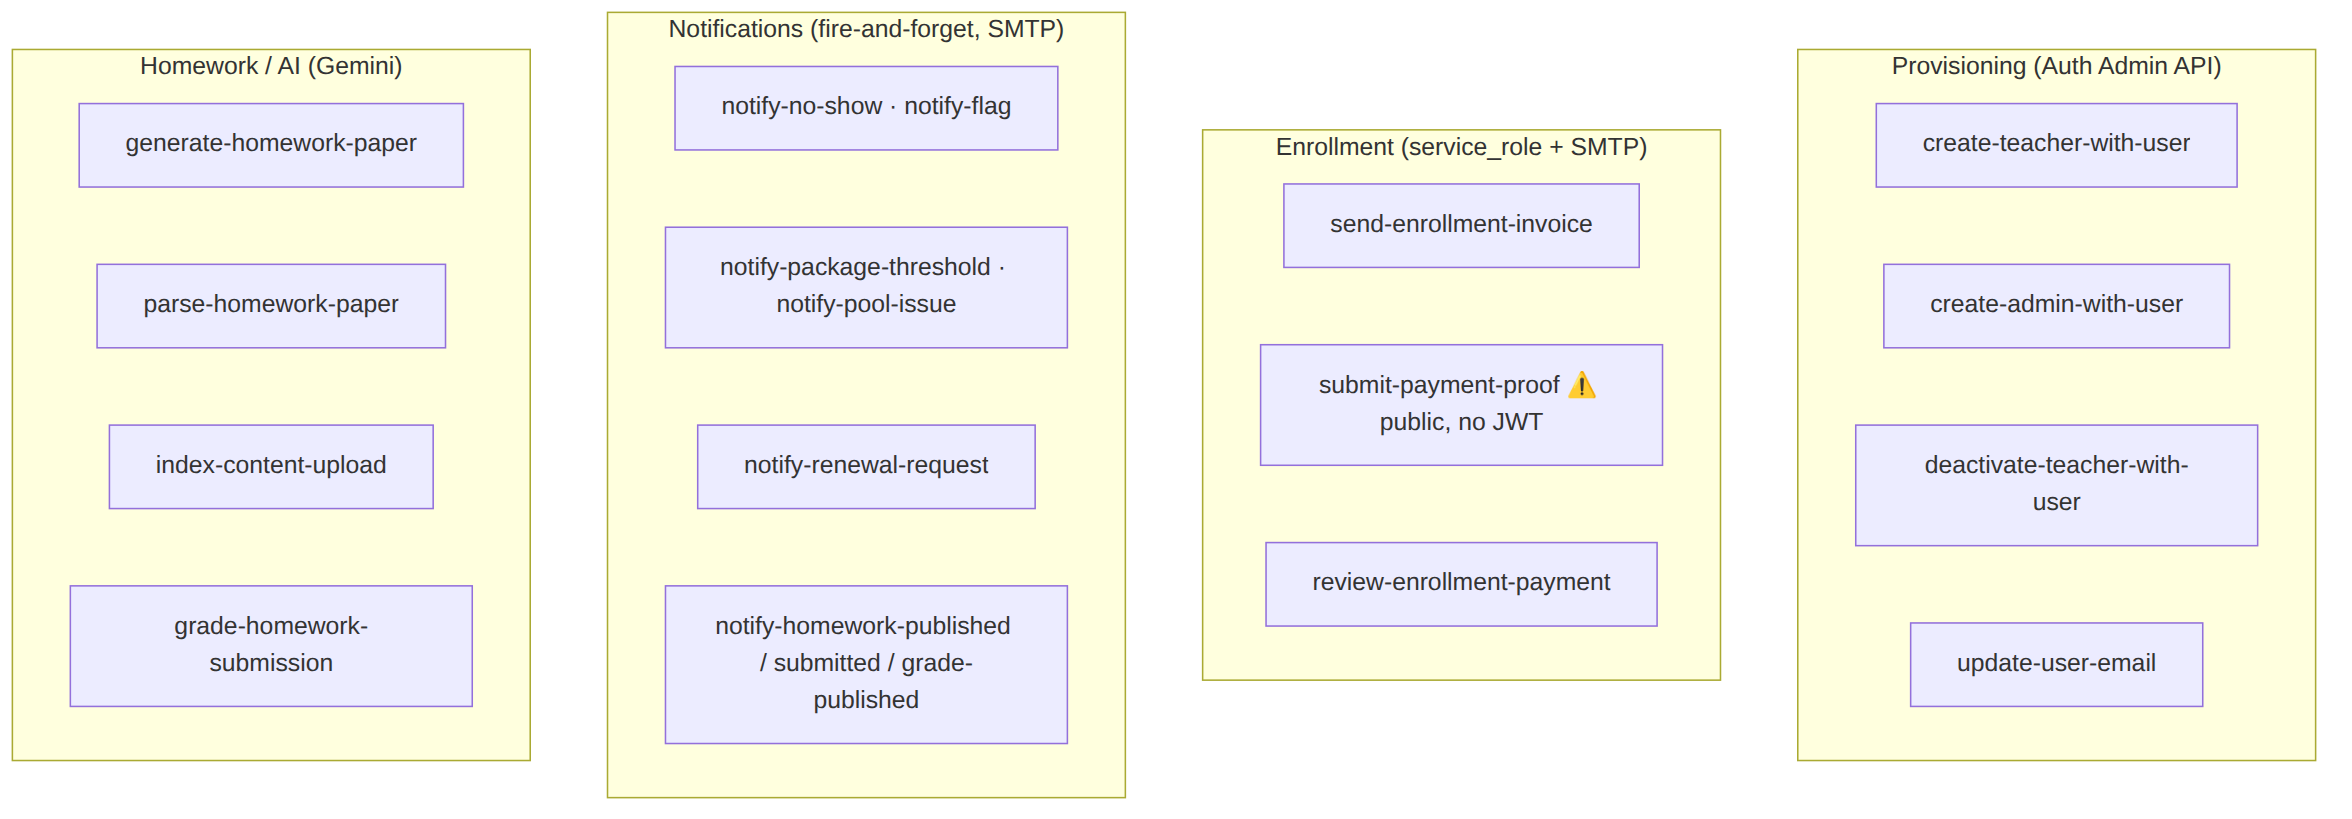 Homework / AI (Gemini)
generate-homework-paper
parse-homework-paper
index-content-upload
grade-homework-
submission
Notifications (fire-and-forget, SMTP)
notify-no-show · notify-flag
notify-package-threshold ·
notify-pool-issue
notify-renewal-request
notify-homework-published
/ submitted / grade-
published
Enrollment (service_role + SMTP)
send-enrollment-invoice
submit-payment-proof ⚠️
public, no JWT
review-enrollment-payment
Provisioning (Auth Admin API)
create-teacher-with-user
create-admin-with-user
deactivate-teacher-with-
user
update-user-email